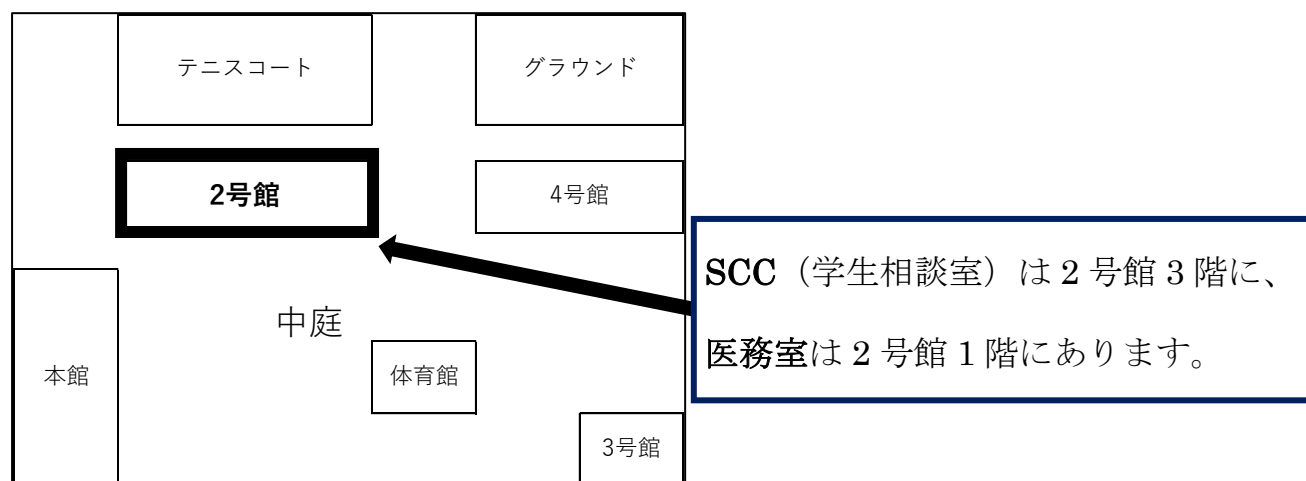 テニスコート
グラウンド
2号館
4号館
SCC（学生相談室）は2号館3階に、
医務室は2号館1階にあります。
中庭
本館
体育館
3号館